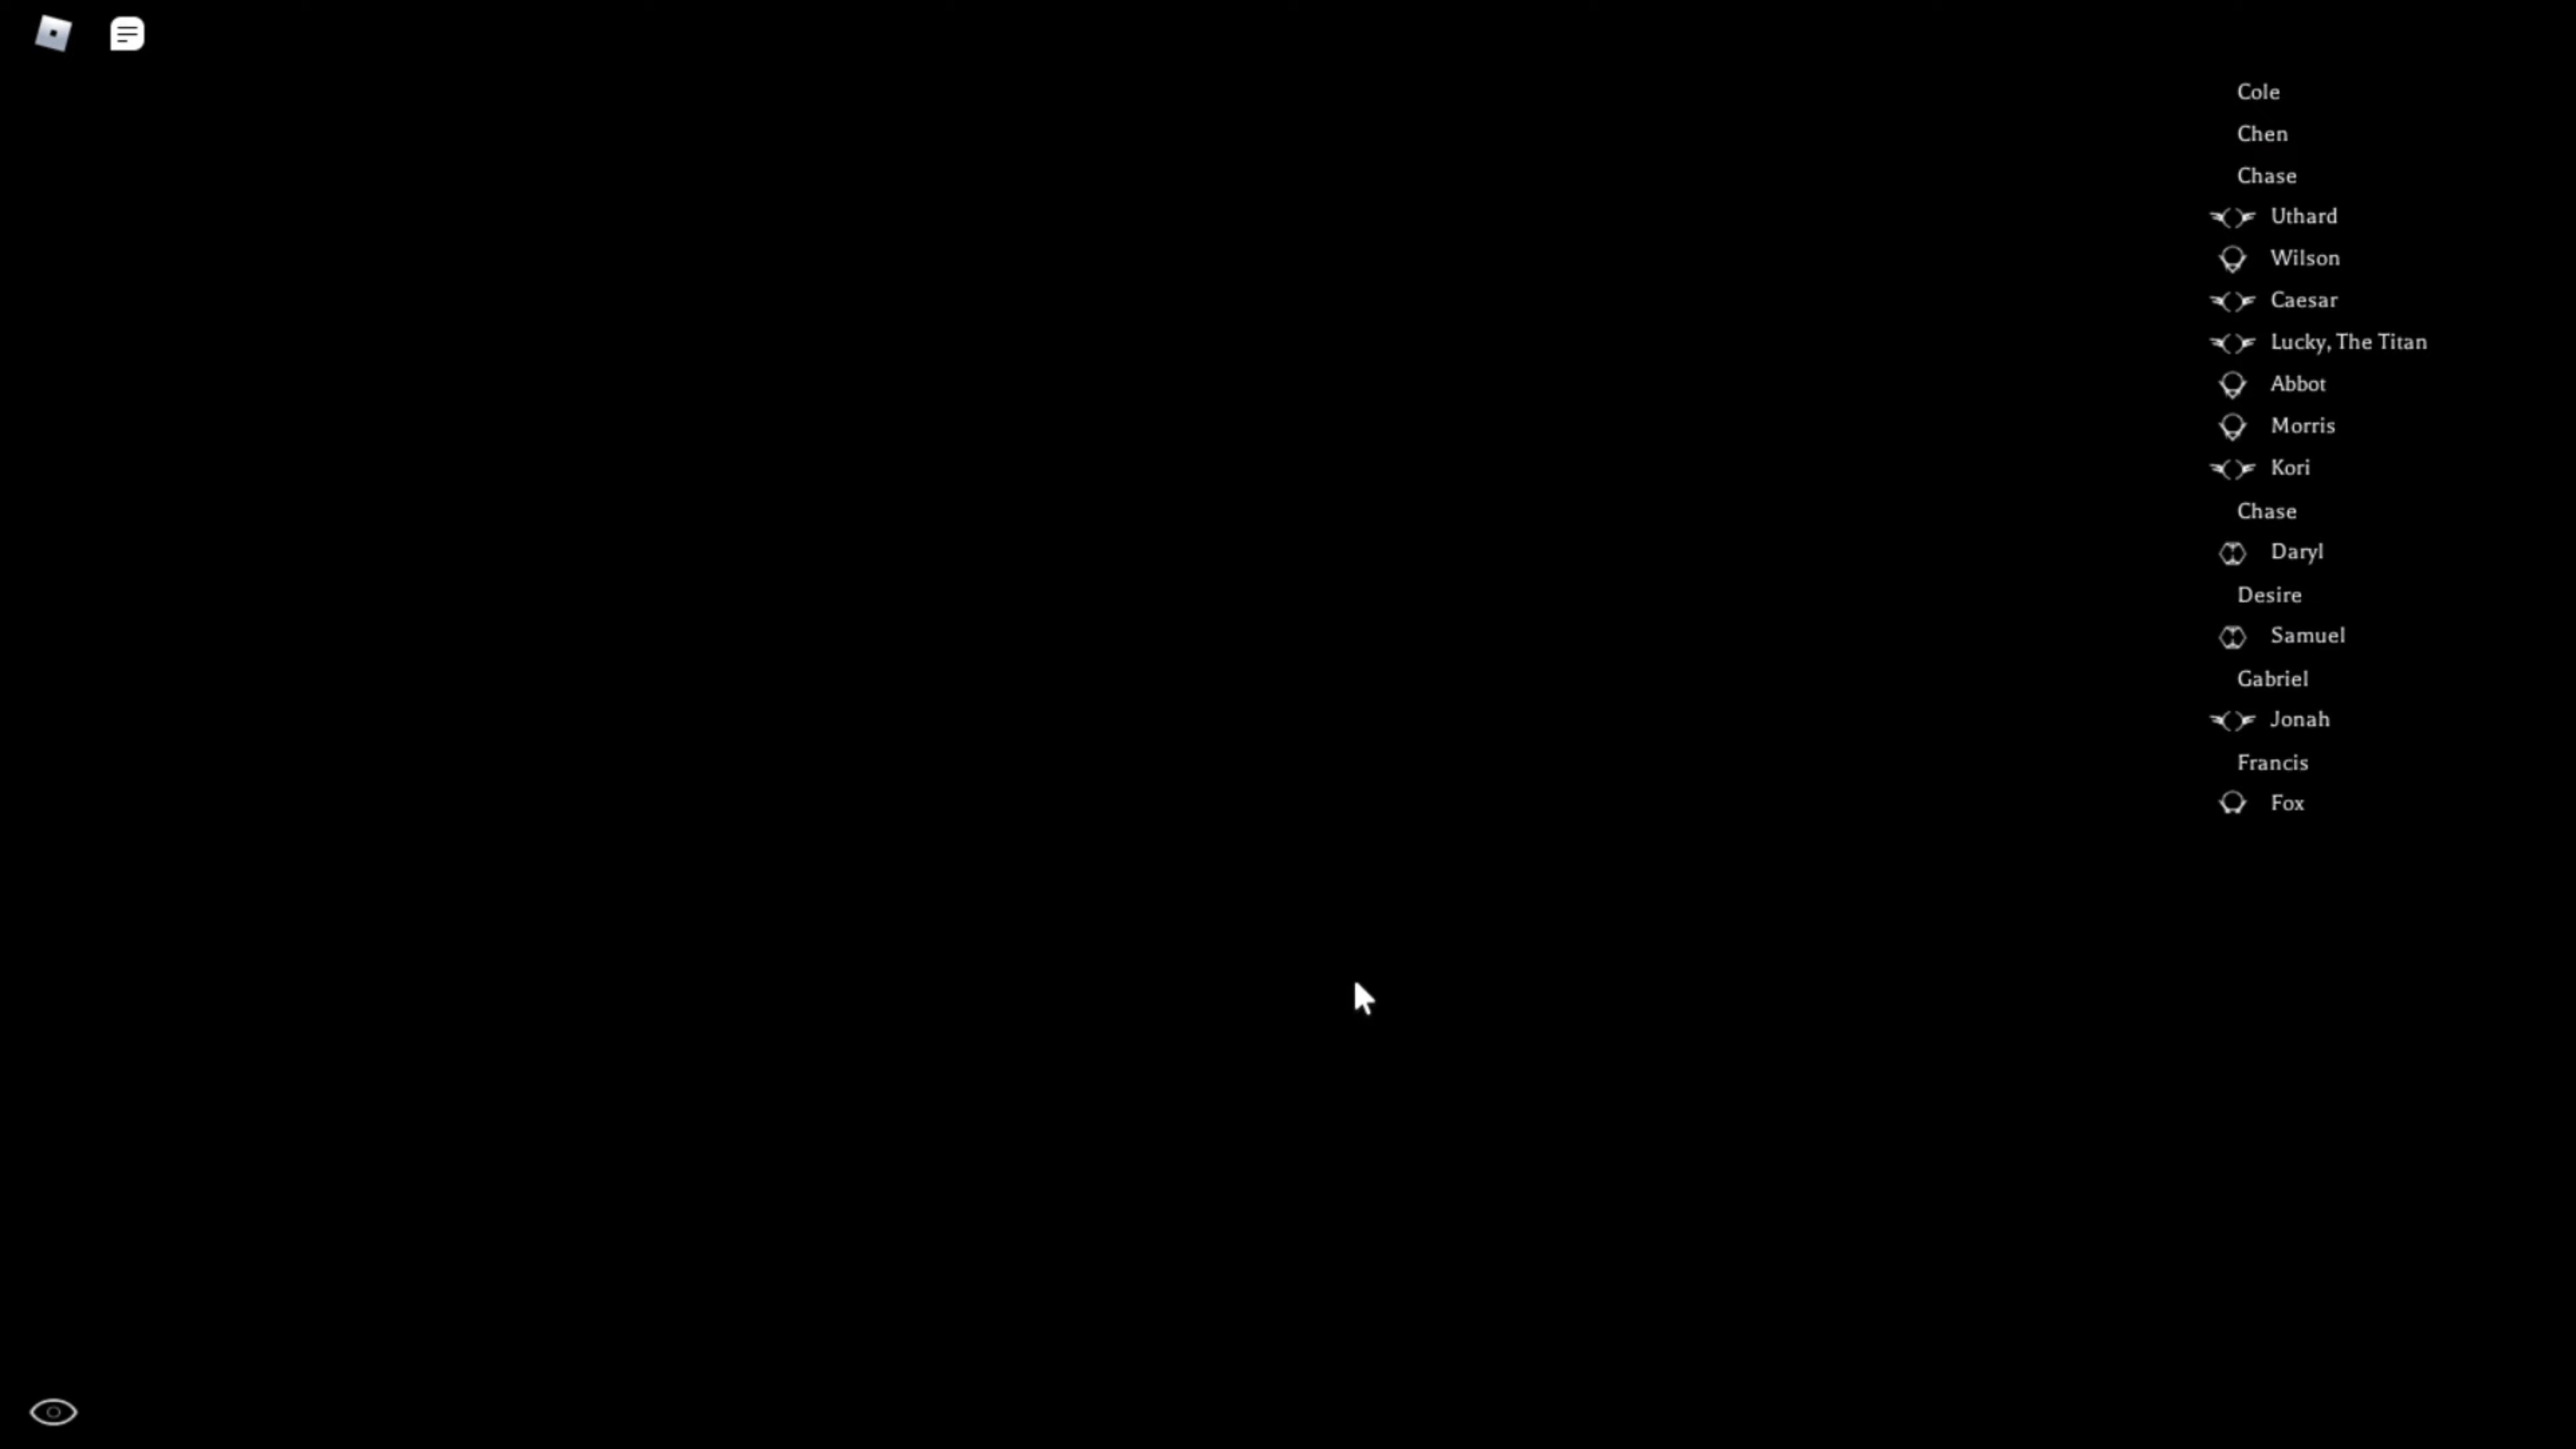 Cole
Chen
Chase
Uthard
Wilson
Caesar
Lucky, The Titan
Abbot
Morris
Kori
Chase
Daryl
Desire
Samuel
Gabriel
Jonah
Francis
Fox